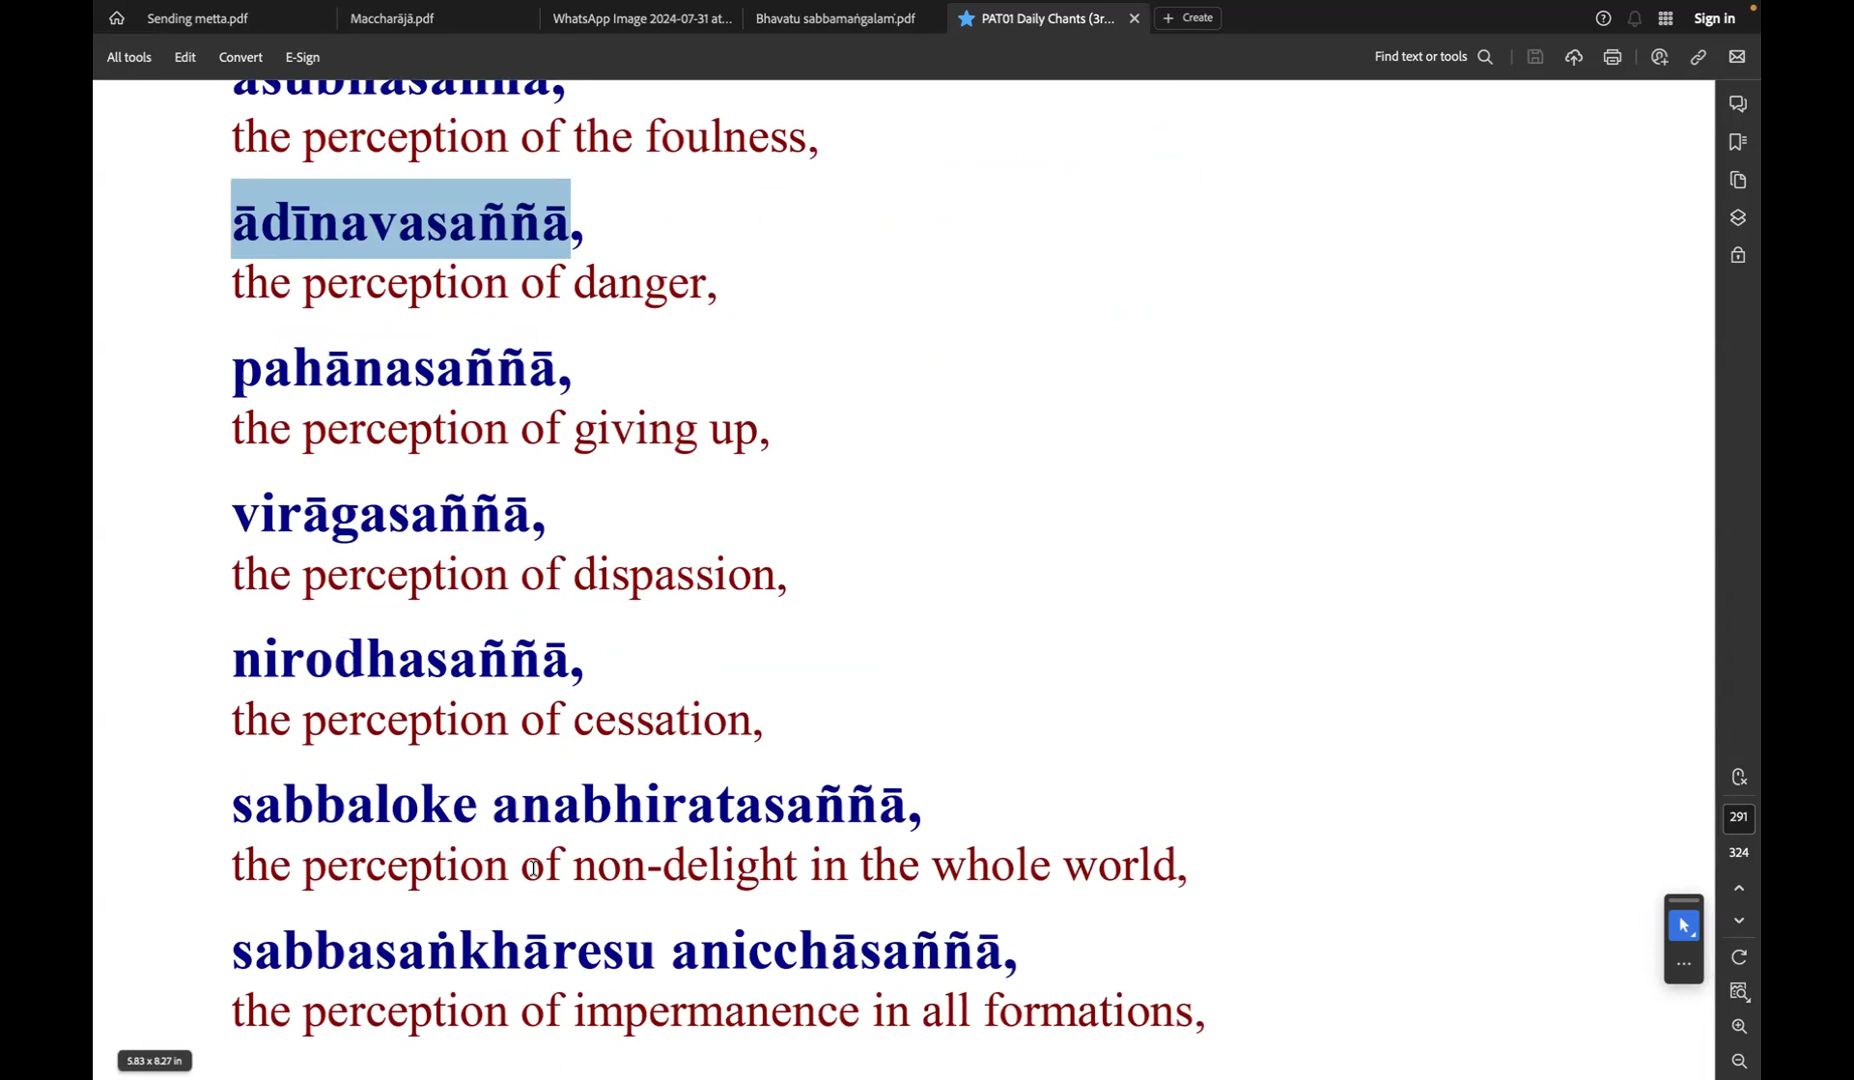 Sending metta.pdf
Maccharājā.pdf
WhatsApp Image 2024-07-31 at...
Bhavatu sabbamaṅgalaṁ.pdf
PAT01 Daily Chants (3r...
Create
Sign in
All tools
Edit
Convert
E-Sign
Find text or tools
asubhasaññā,
the perception of the foulness,
ādīnavasaññā,
the perception of danger,
pahānasaññā,
the perception of giving up,
virāgasaññā,
the perception of dispassion,
nirodhasaññā,
the perception of cessation,
sabbaloke anabhiratasaññā,
the perception of non-delight in the whole world,
sabbasaṅkhāresu anicchāsaññā,
the perception of impermanence in all formations,
291
324
5.83 x 8.27 in